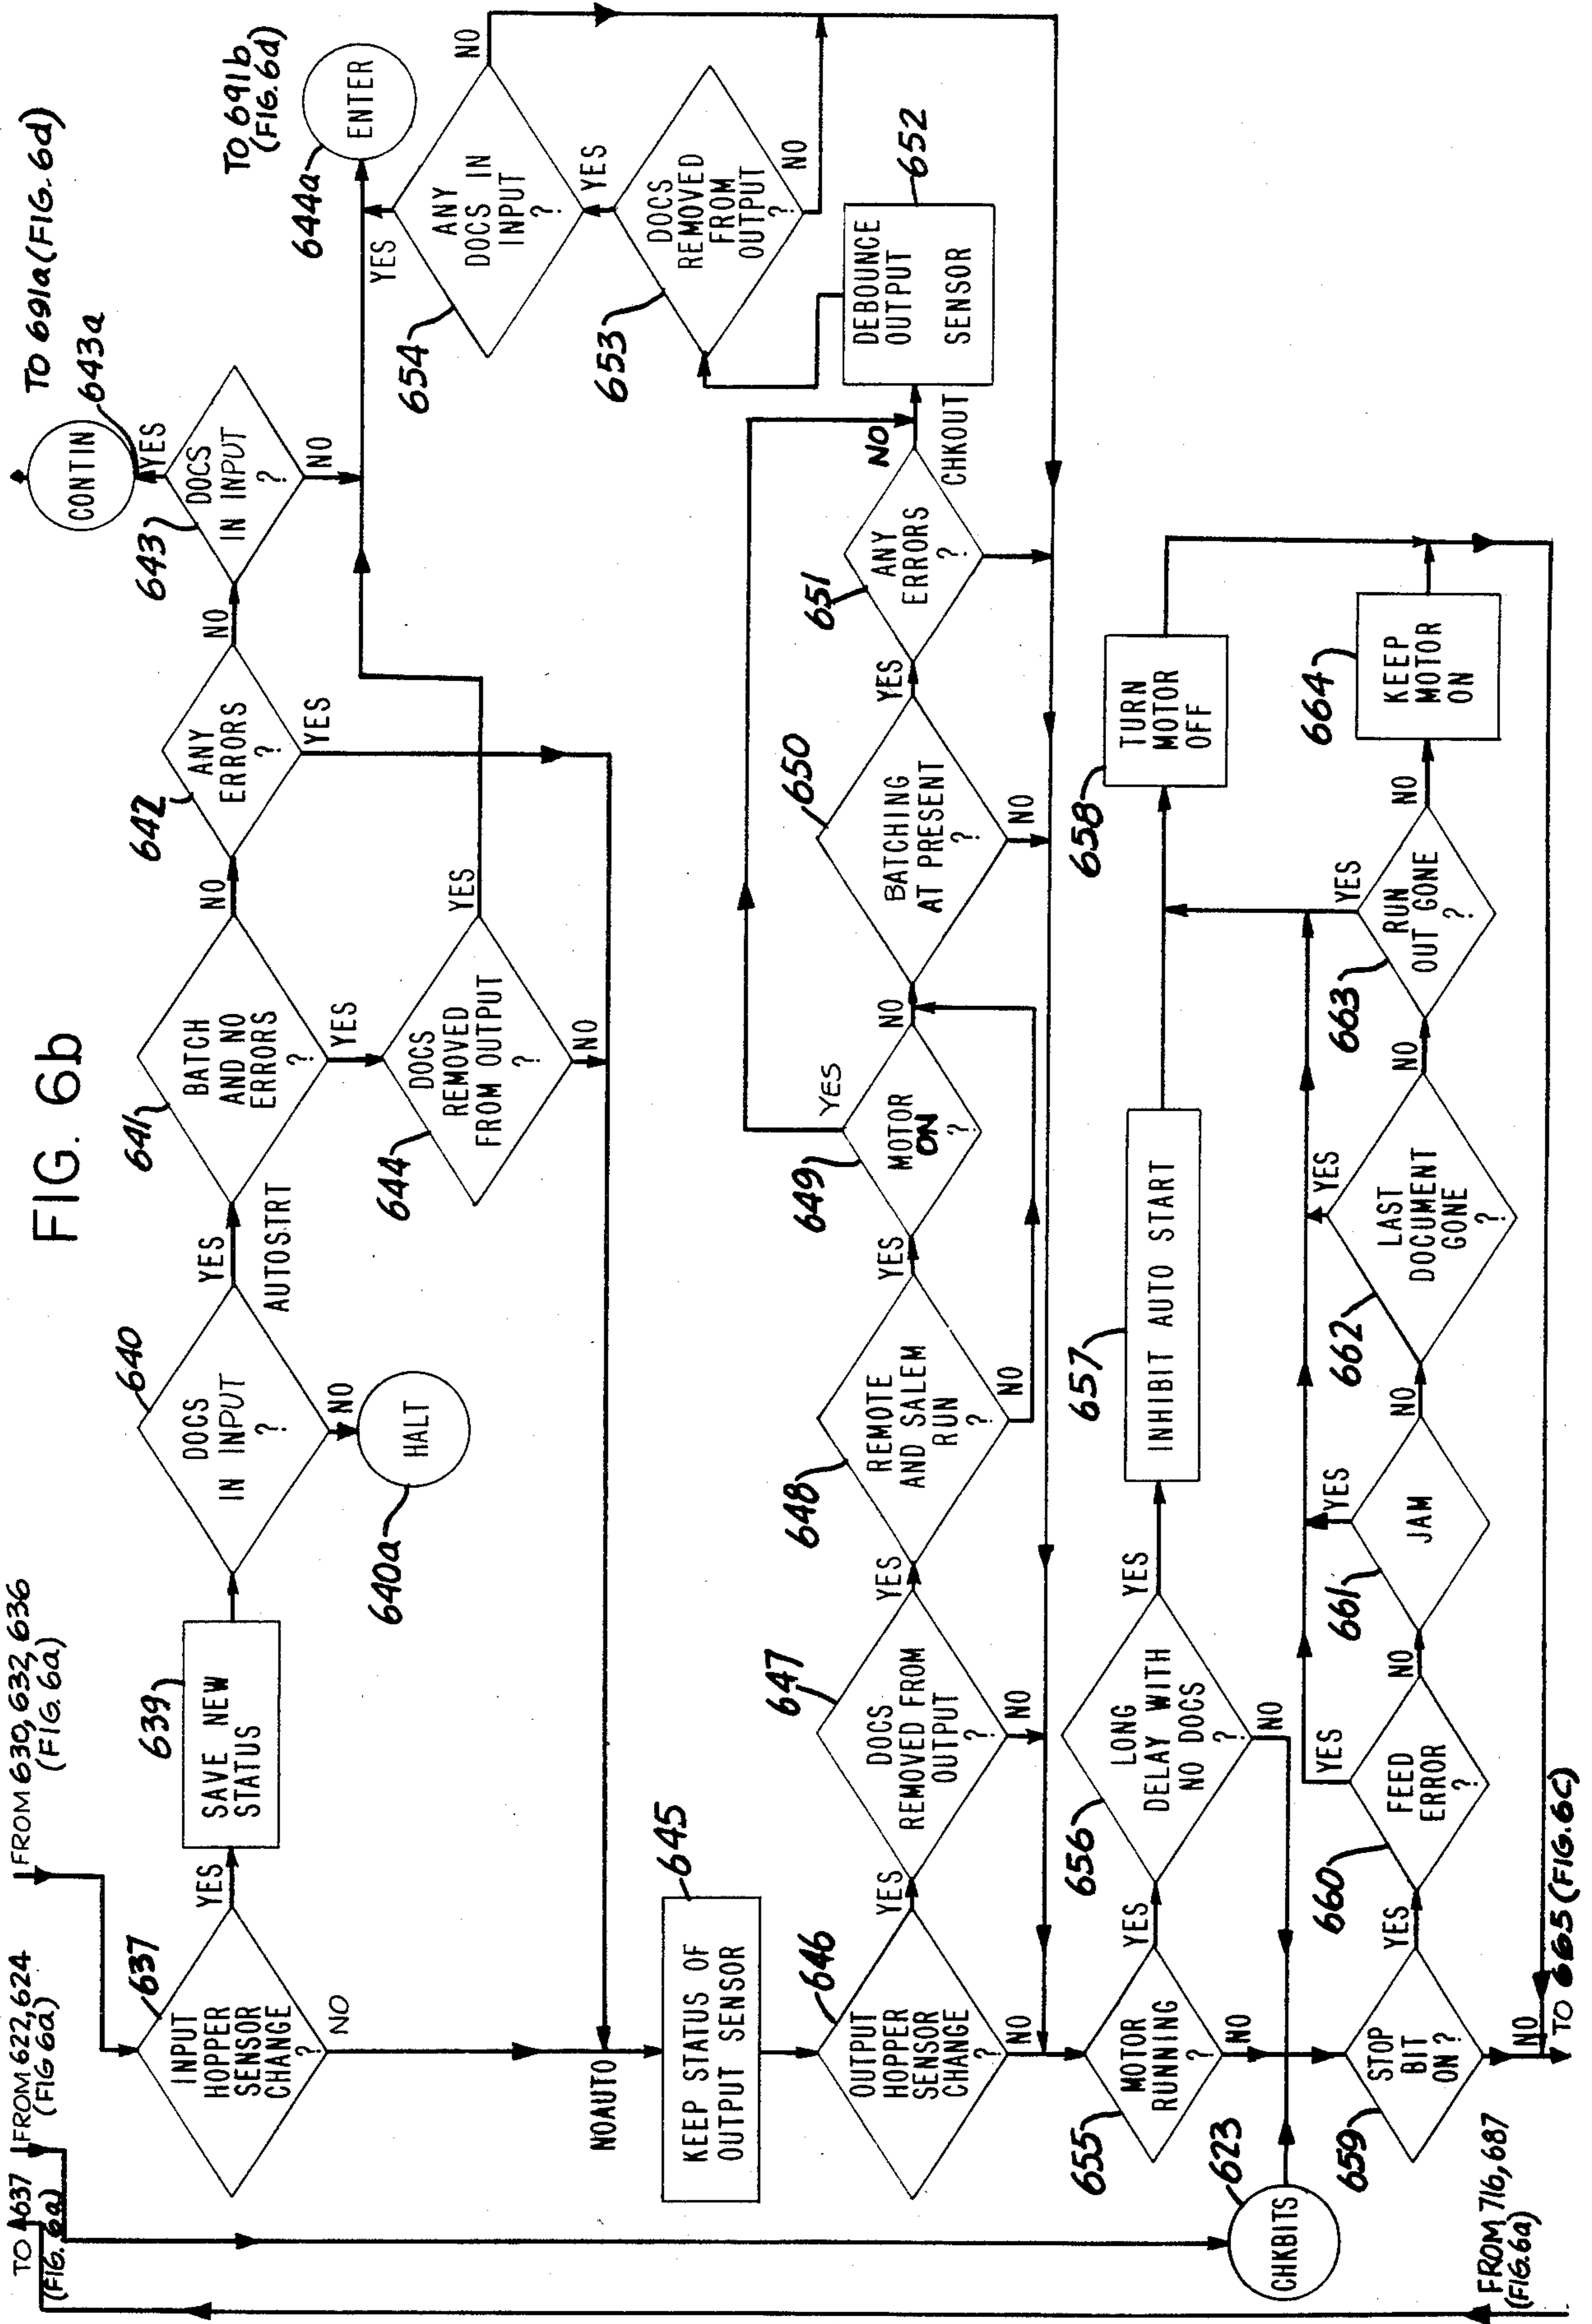 FIG. 6b
TO 637
(FIG. 6a)
FROM 622, 624
(FIG 6a)
FROM 630, 632, 636
(FIG. 6a)
637
INPUT
HOPPER
SENSOR
CHANGE
?
YES
NO
639
SAVE NEW
STATUS
640
DOCS
IN INPUT
?
YES
AUTOSTRT
NO
640a
HALT
641
BATCH
AND NO
ERRORS
?
NO
YES
642
ANY
ERRORS
?
NO
YES
643
DOCS
IN INPUT
?
YES
NO
643a
CONTIN
TO 691a (FIG. 6d)
644
DOCS
REMOVED
FROM OUTPUT
?
YES
NO
644a
ENTER
TO 691b
(FIG. 6d)
NOAUTO
645
KEEP STATUS OF
OUTPUT SENSOR
646
OUTPUT
HOPPER
SENSOR
CHANGE
?
YES
NO
647
DOCS
REMOVED FROM
OUTPUT
?
YES
NO
648
REMOTE
AND SALEM
RUN
?
YES
NO
649
MOTOR
ON
?
YES
NO
650
BATCHING
AT PRESENT
?
YES
NO
651
ANY
ERRORS
?
NO
CHKOUT
652
DEBOUNCE
OUTPUT
SENSOR
653
DOCS
REMOVED
FROM
OUTPUT
?
YES
NO
654
ANY
DOCS IN
INPUT
?
YES
NO
655
MOTOR
RUNNING
?
YES
NO
656
LONG
DELAY WITH
NO DOCS
?
YES
NO
657
INHIBIT AUTO START
658
TURN
MOTOR
OFF
623
CHKBITS
659
STOP
BIT
ON ?
YES
NO
660
FEED
ERROR
?
YES
NO
661
JAM
YES
NO
662
LAST
DOCUMENT
GONE
?
YES
NO
663
RUN
OUT GONE
?
YES
NO
664
KEEP
MOTOR
ON
FROM 716, 687
(FIG.6a)
TO 665 (FIG.6C)